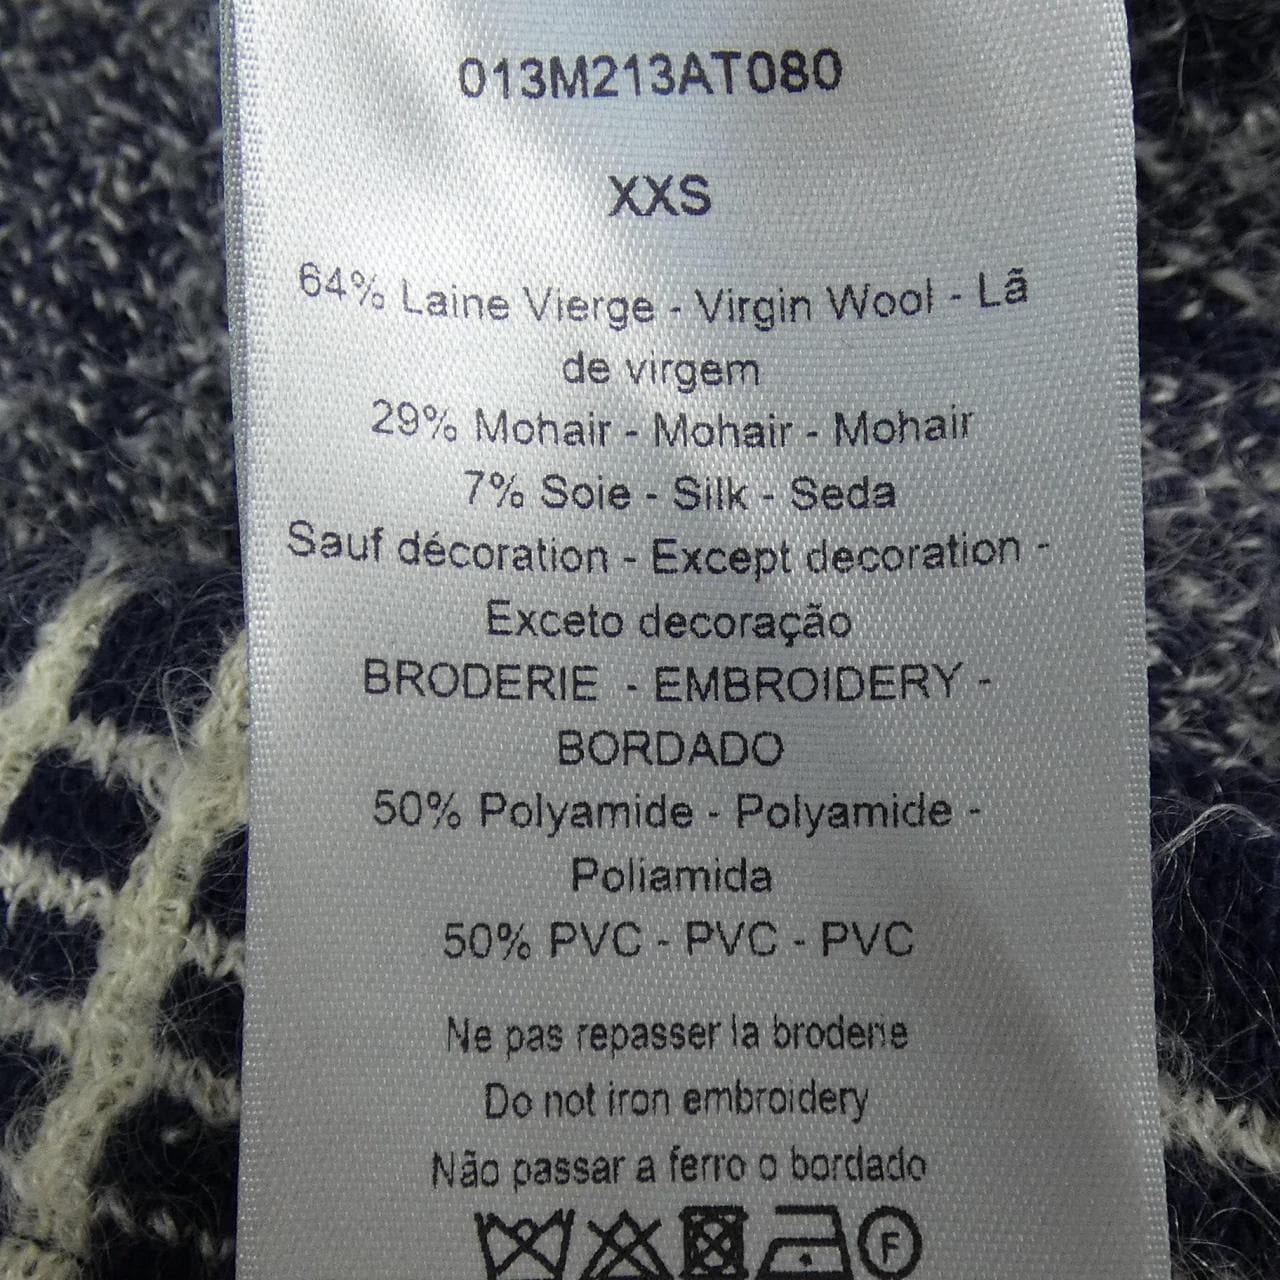 013M213AT080
XXS
64% Laine Vierge - Virgin Wool - Lã
de virgem
29% Mohair - Mohair - Mohair
7% Soie - Silk - Seda
Sauf décoration - Except decoration -
Exceto decoração
BRODERIE - EMBROIDERY -
BORDADO
50% Polyamide - Polyamide -
Poliamida
50% PVC - PVC - PVC
Ne pas repasser la broderie
Do not iron embroidery
Não passar a ferro o bordado
F